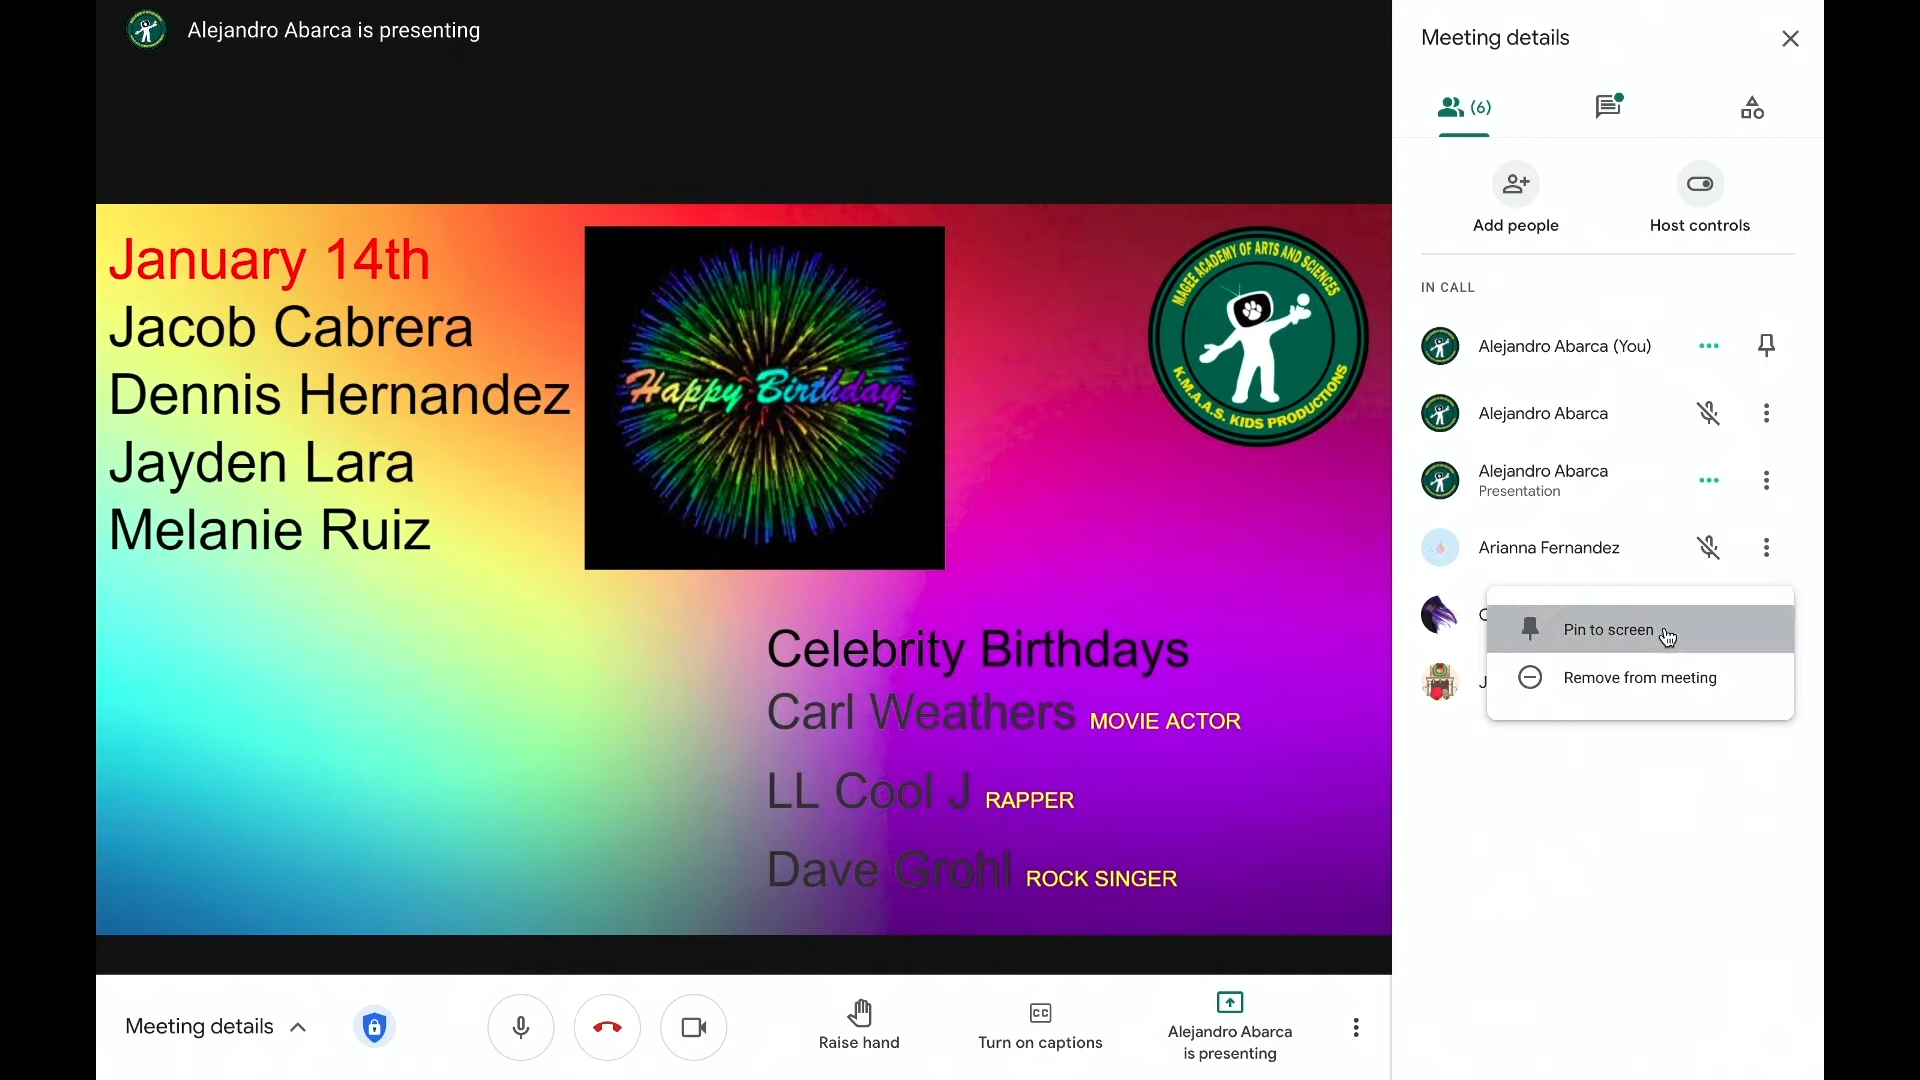 Alejandro Abarca is presenting
January 14th
Jacob Cabrera
Dennis Hernandez
Jayden Lara
Melanie Ruiz
Happy Birthday
MAGEE ACADEMY OF ARTS AND SCIENCES
K.M.A.A.S. KIDS PRODUCTIONS
Celebrity Birthdays
Carl Weathers MOVIE ACTOR
LL Cool J RAPPER
Dave Grohl ROCK SINGER
Meeting details
Raise hand
CC
Turn on captions
Alejandro Abarca
is presenting
Meeting details
(6)
Add people
Host controls
IN CALL
Alejandro Abarca (You)
Alejandro Abarca
Alejandro Abarca
Presentation
Arianna Fernandez
Pin to screen
Remove from meeting
J